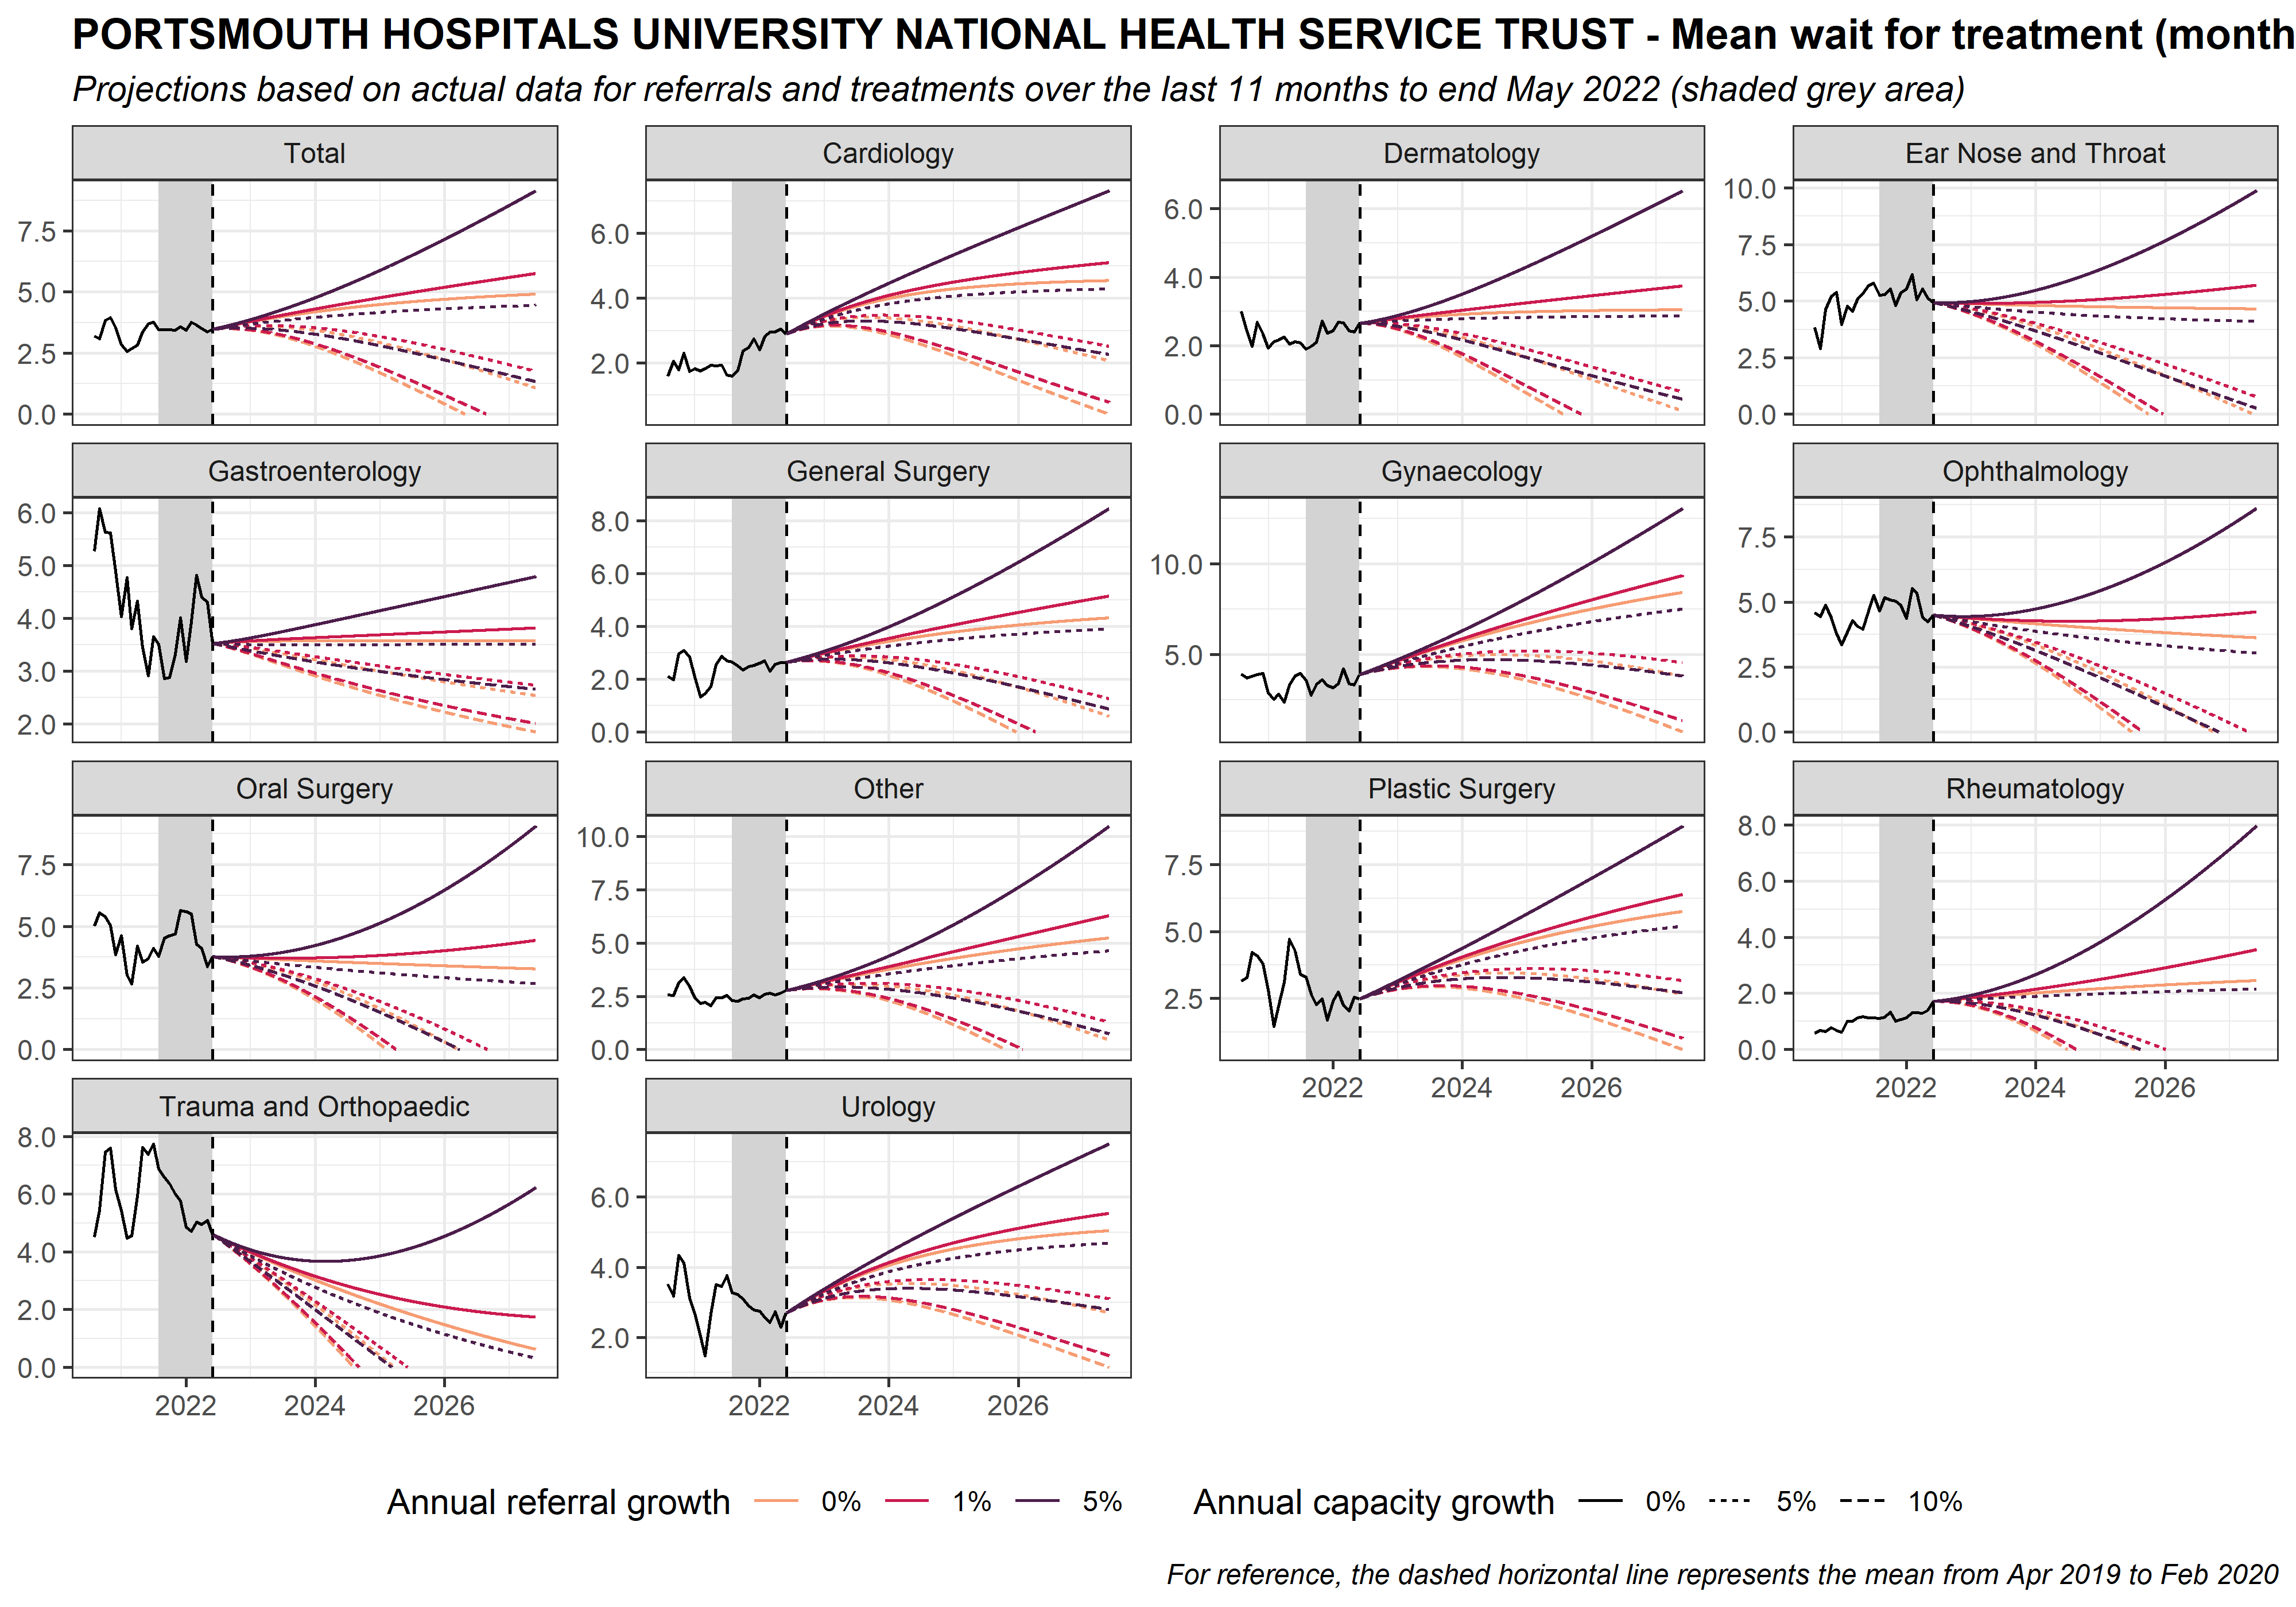 PORTSMOUTH HOSPITALS UNIVERSITY NATIONAL HEALTH SERVICE TRUST - Mean wait for treatment (month
Projections based on actual data for referrals and treatments over the last 11 months to end May 2022 (shaded grey area)
Total
Cardiology
Dermatology
Ear Nose and Throat
7.5
5.0
2.5
0.0
6.0
4.0
2.0
6.0
4.0
2.0
0.0
10.0
7.5
5.0
2.5
0.0
Gastroenterology
General Surgery
Gynaecology
Ophthalmology
6.0
5.0
4.0
3.0
2.0
8.0
6.0
4.0
2.0
0.0
10.0
5.0
7.5
5.0
2.5
0.0
Oral Surgery
Other
Plastic Surgery
Rheumatology
7.5
5.0
2.5
0.0
10.0
7.5
5.0
2.5
0.0
7.5
5.0
2.5
8.0
6.0
4.0
2.0
0.0
2022 2024 2026
2022 2024 2026
Trauma and Orthopaedic
Urology
8.0
6.0
4.0
2.0
0.0
6.0
4.0
2.0
2022 2024 2026
2022 2024 2026
Annual referral growth 0% 1% 5%
Annual capacity growth 0% 5% 10%
For reference, the dashed horizontal line represents the mean from Apr 2019 to Feb 2020